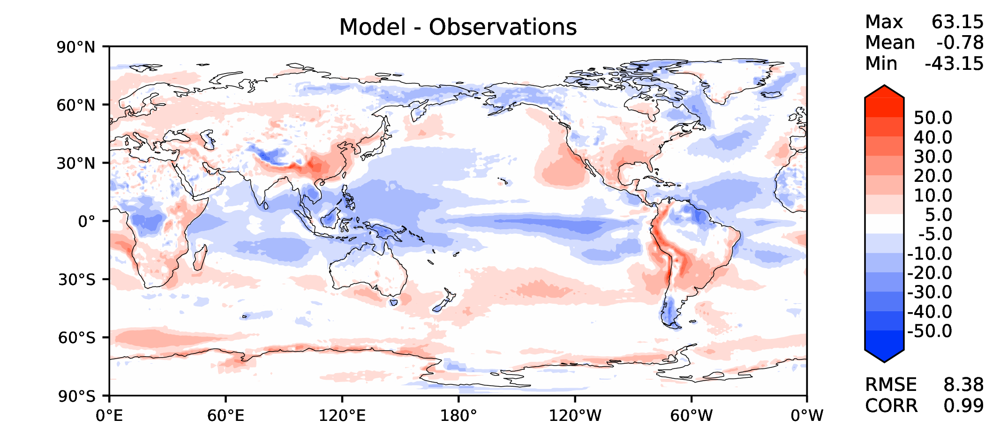 Model - Observations
Max 63.15
Mean -0.78
Min -43.15
90°N
60°N
30°N
0°
30°S
60°S
90°S
0°E 60°E 120°E 180° 120°W 60°W 0°W
50.0
40.0
30.0
20.0
10.0
5.0
-5.0
-10.0
-20.0
-30.0
-40.0
-50.0
RMSE 8.38
CORR 0.99